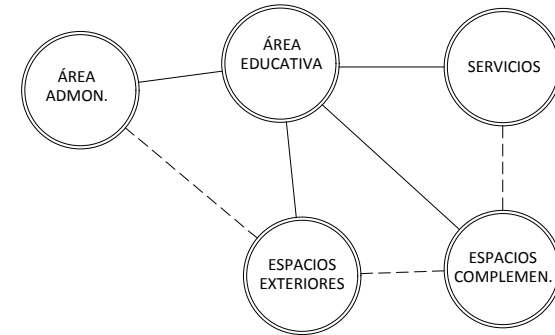 ÁREA
ADMON.
ÁREA
EDUCATIVA
SERVICIOS
ESPACIOS
EXTERIORES
ESPACIOS
COMPLEMEN.